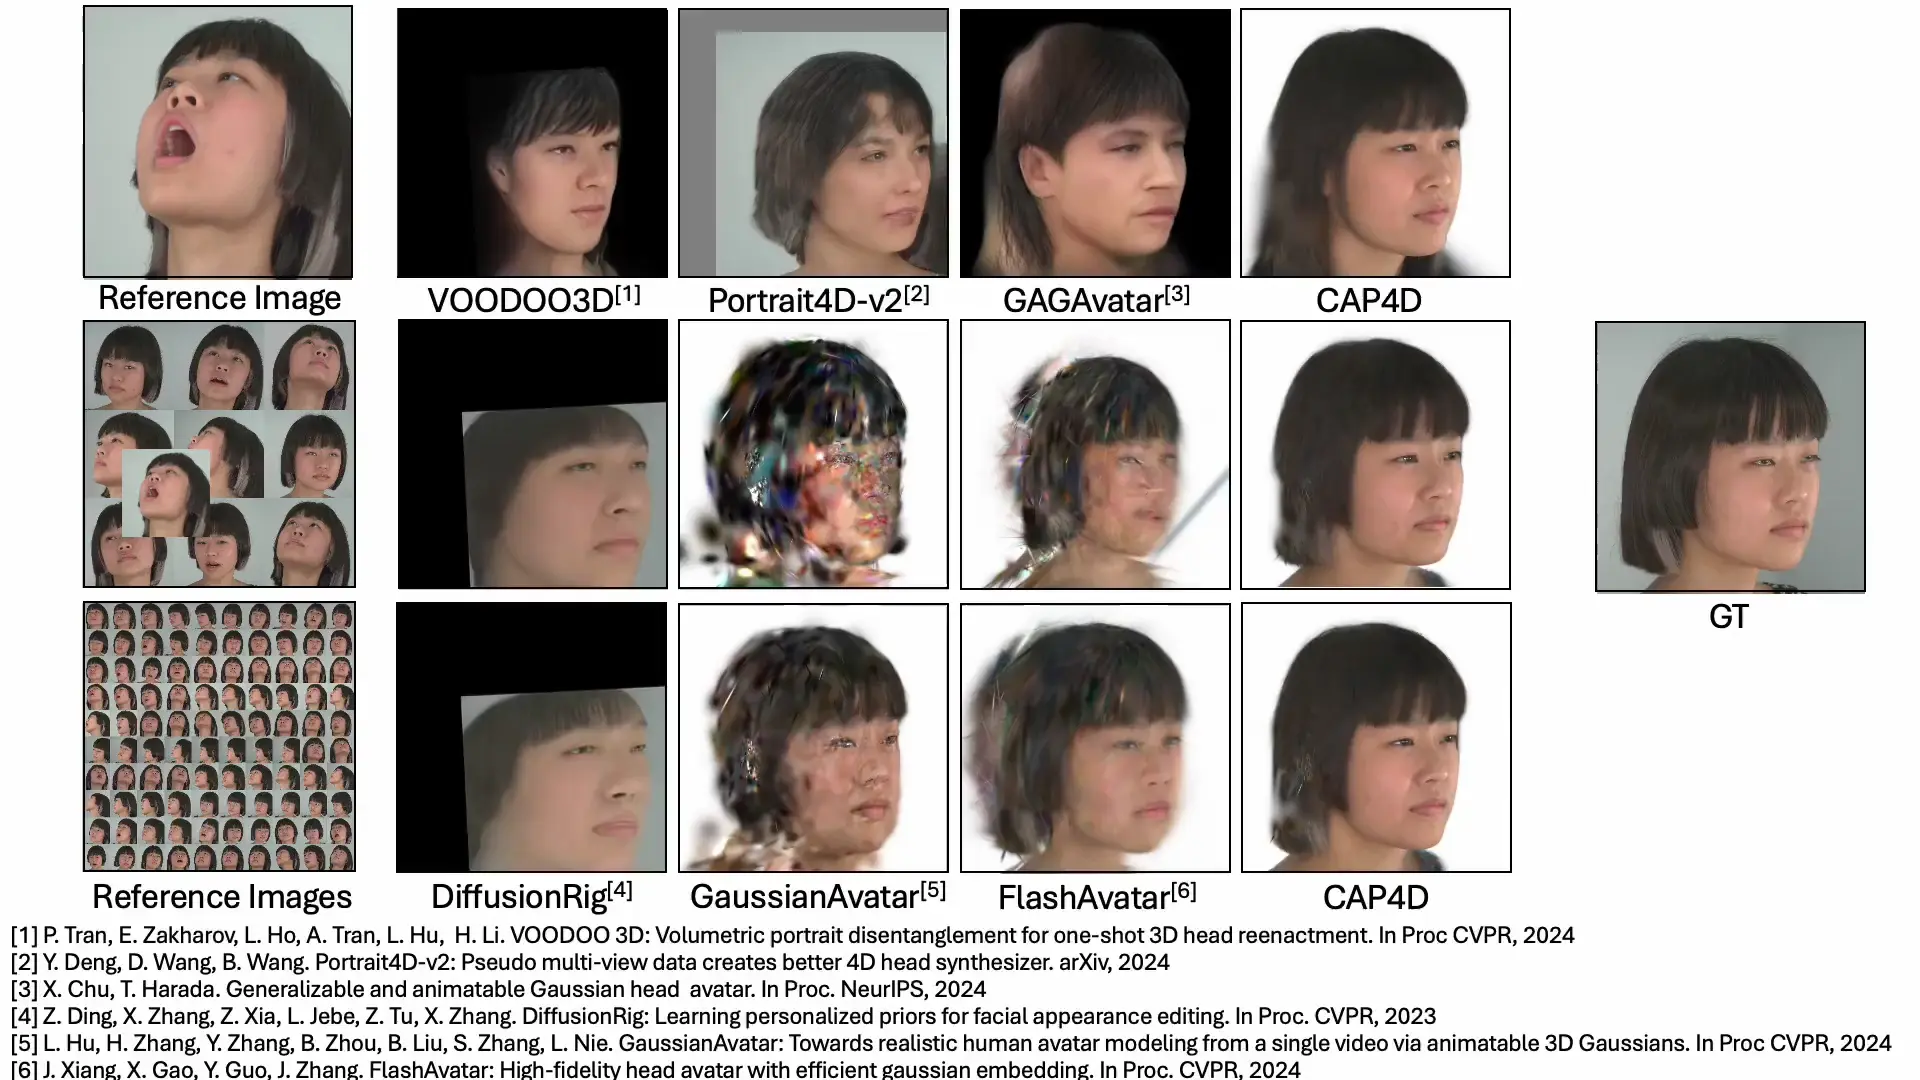 Reference Image
VOODOO3D[1]
Portrait4D-v2[2]
GAGAvatar[3]
CAP4D
GT
Reference Images
DiffusionRig[4]
GaussianAvatar[5]
FlashAvatar[6]
CAP4D
[1] P. Tran, E. Zakharov, L. Ho, A. Tran, L. Hu, H. Li. VOODOO 3D: Volumetric portrait disentanglement for one-shot 3D head reenactment. In Proc CVPR, 2024
[2] Y. Deng, D. Wang, B. Wang. Portrait4D-v2: Pseudo multi-view data creates better 4D head synthesizer. arXiv, 2024
[3] X. Chu, T. Harada. Generalizable and animatable Gaussian head avatar. In Proc. NeurIPS, 2024
[4] Z. Ding, X. Zhang, Z. Xia, L. Jebe, Z. Tu, X. Zhang. DiffusionRig: Learning personalized priors for facial appearance editing. In Proc. CVPR, 2023
[5] L. Hu, H. Zhang, Y. Zhang, B. Zhou, B. Liu, S. Zhang, L. Nie. GaussianAvatar: Towards realistic human avatar modeling from a single video via animatable 3D Gaussians. In Proc CVPR, 2024
[6] J. Xiang, X. Gao, Y. Guo, J. Zhang. FlashAvatar: High-fidelity head avatar with efficient gaussian embedding. In Proc. CVPR, 2024